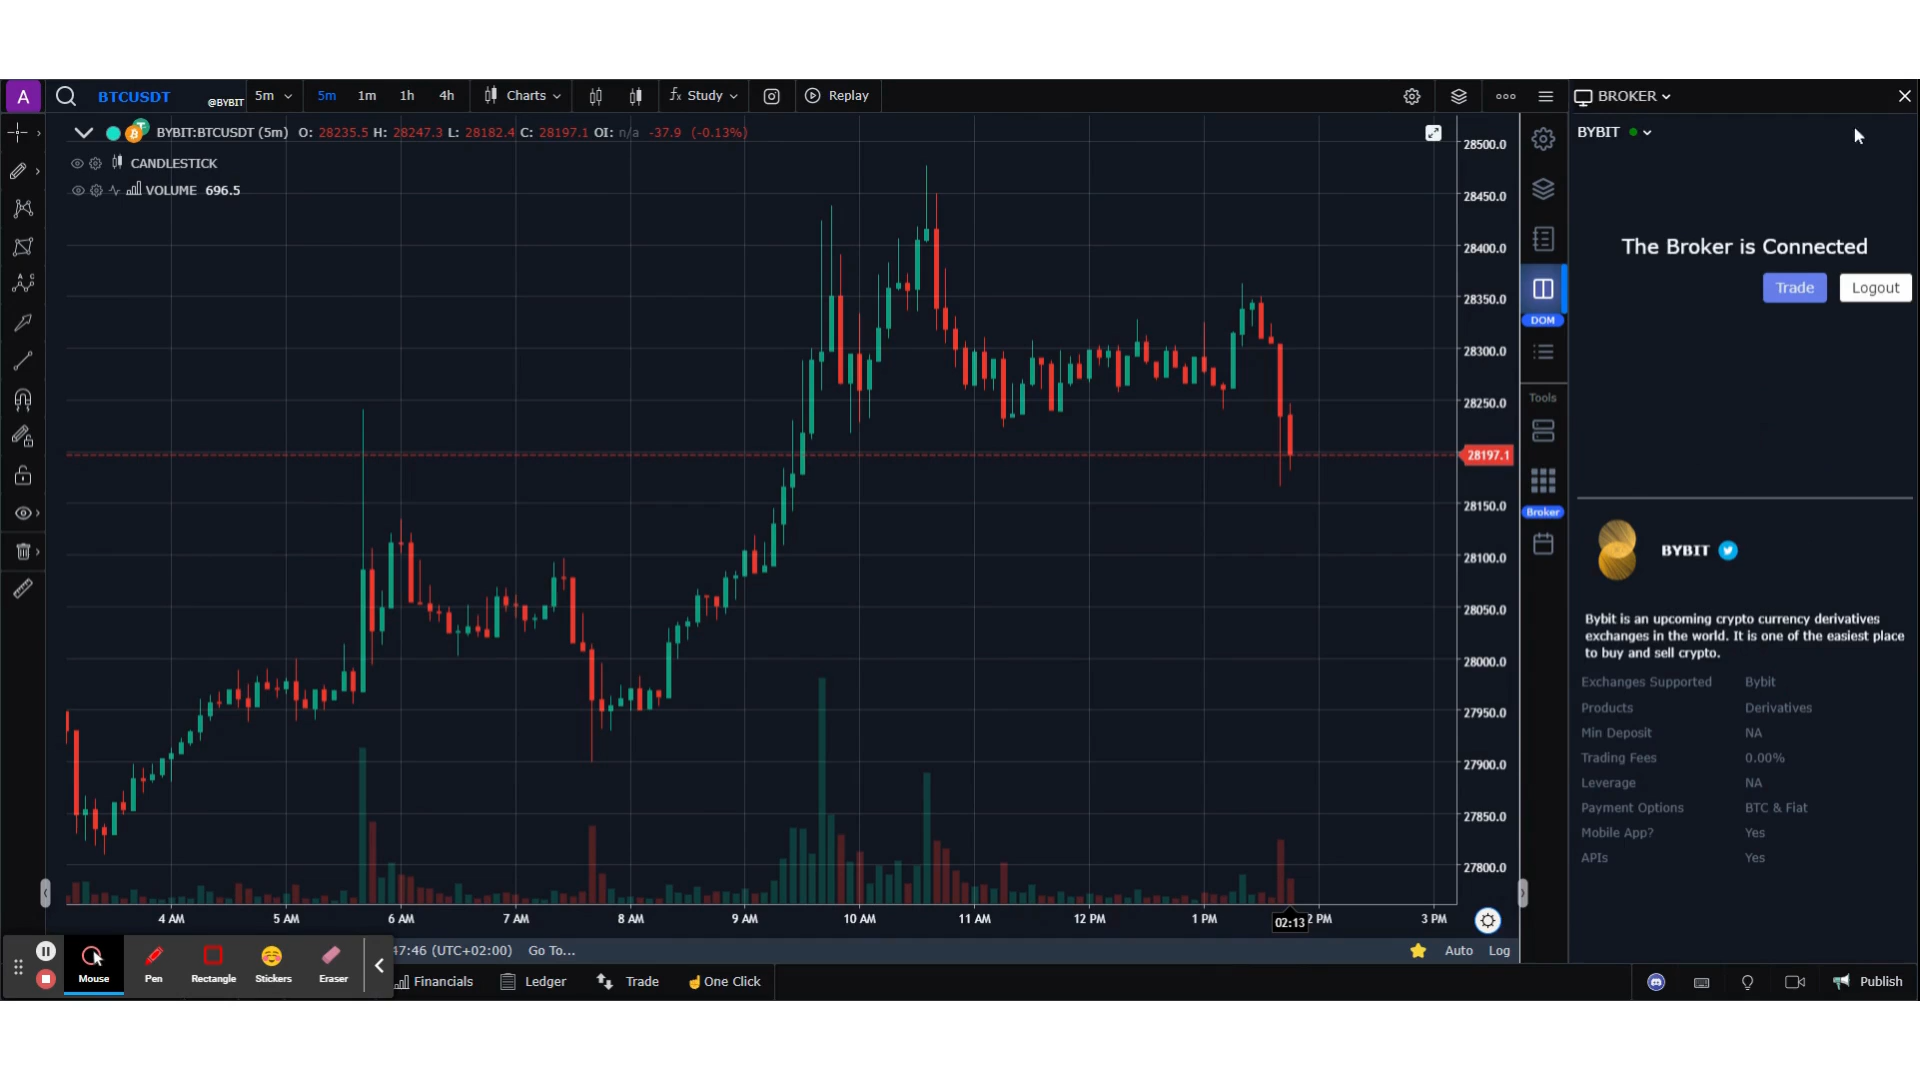 A BTCUSDT @BYBIT 5m 5m 1m 1h 4h Charts fx Study Replay BROKER
BYBIT:BTCUSDT (5m) O: 28235.5 H: 28247.3 L: 28182.4 C: 28197.1 OI: n/a -37.9 (-0.13%)
CANDLESTICK
VOLUME 696.5
28500.0
28450.0
28400.0
28350.0
28300.0
28250.0
28197.1
28150.0
28100.0
28050.0
28000.0
27950.0
27900.0
27850.0
27800.0
4 AM 5 AM 6 AM 7 AM 8 AM 9 AM 10 AM 11 AM 12 PM 1 PM 2 PM 3 PM
02:13
DOM
Tools
Broker
BYBIT
The Broker is Connected
Trade Logout
BYBIT
Bybit is an upcoming crypto currency derivatives
exchanges in the world. It is one of the easiest place
to buy and sell crypto.
Exchanges Supported Bybit
Products Derivatives
Min Deposit NA
Trading Fees 0.00%
Leverage NA
Payment Options BTC & Fiat
Mobile App? Yes
APIs Yes
47:46 (UTC+02:00) Go To... Auto Log
Mouse Pen Rectangle Stickers Eraser
Financials Ledger Trade One Click Publish